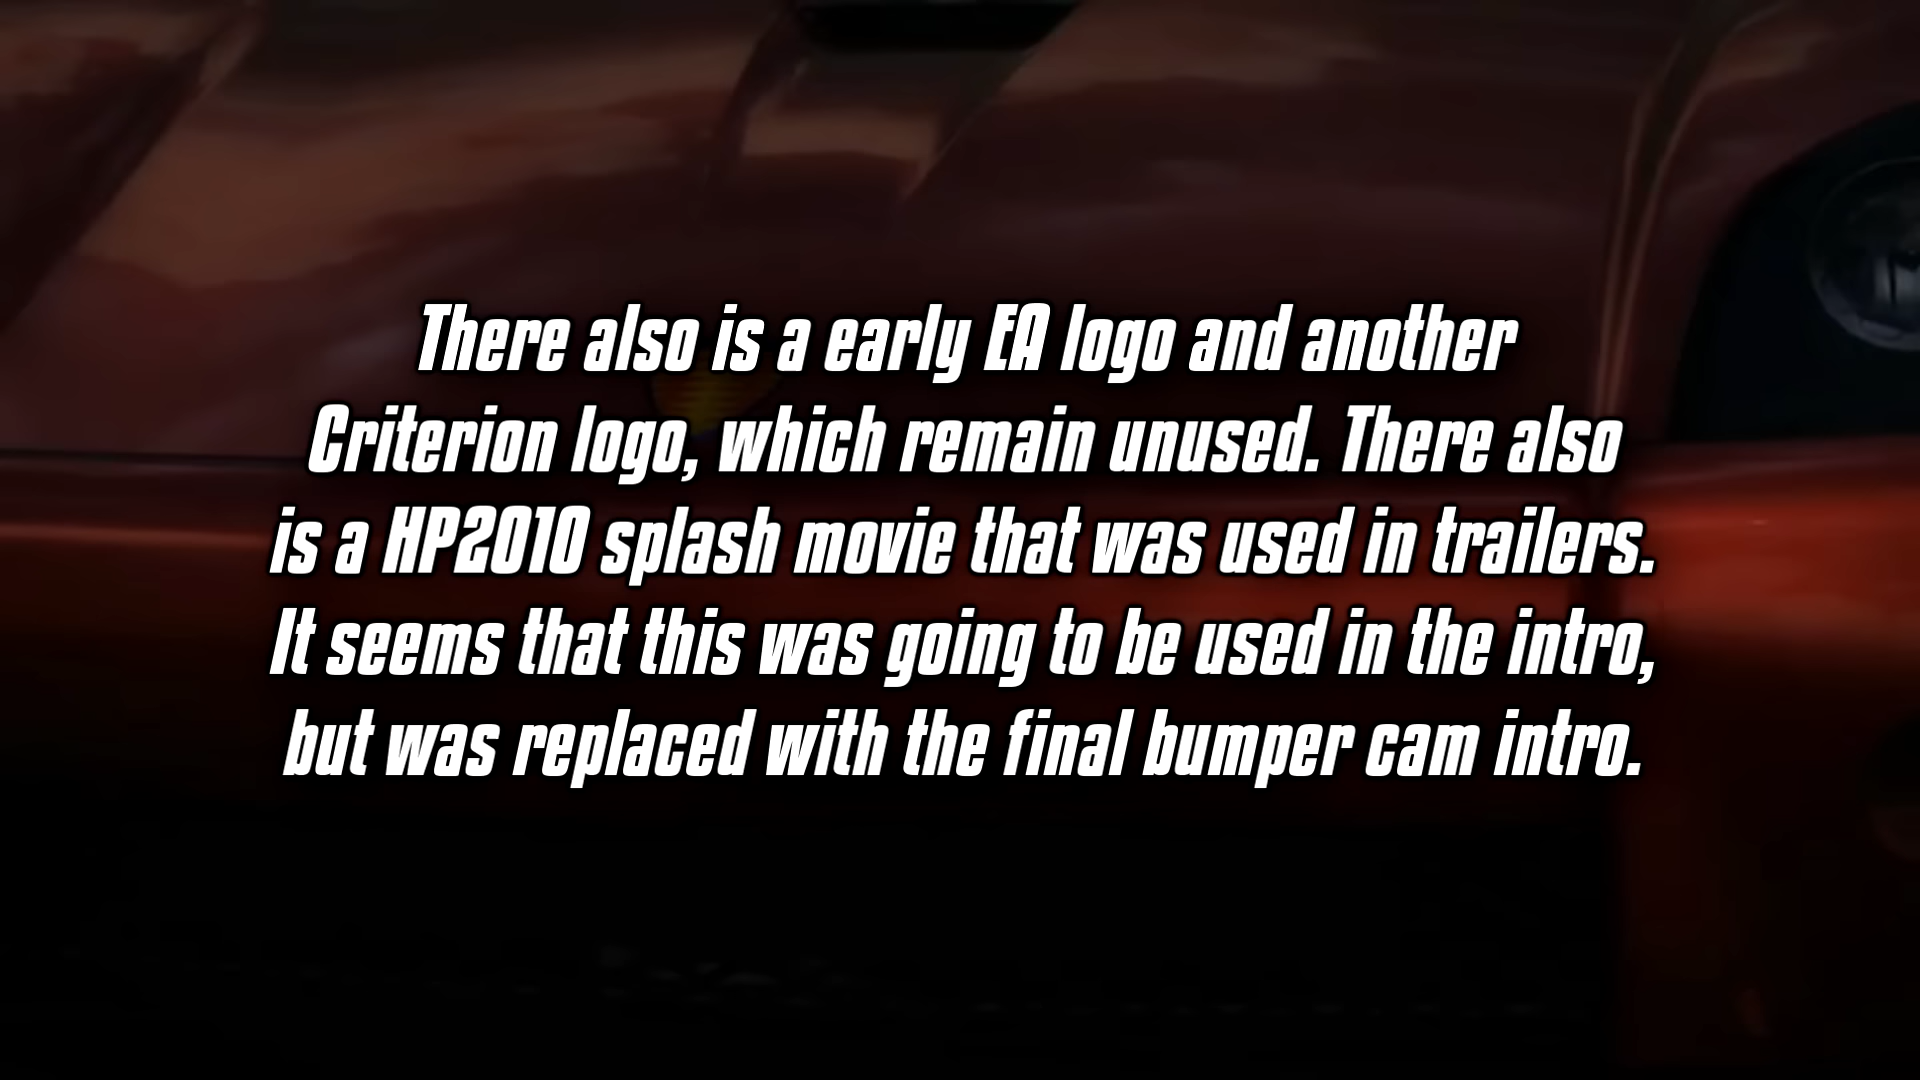 There also is a early EA logo and another
Criterion logo, which remain unused. There also
is a HP2010 splash movie that was used in trailers.
It seems that this was going to be used in the intro,
but was replaced with the final bumper cam intro.